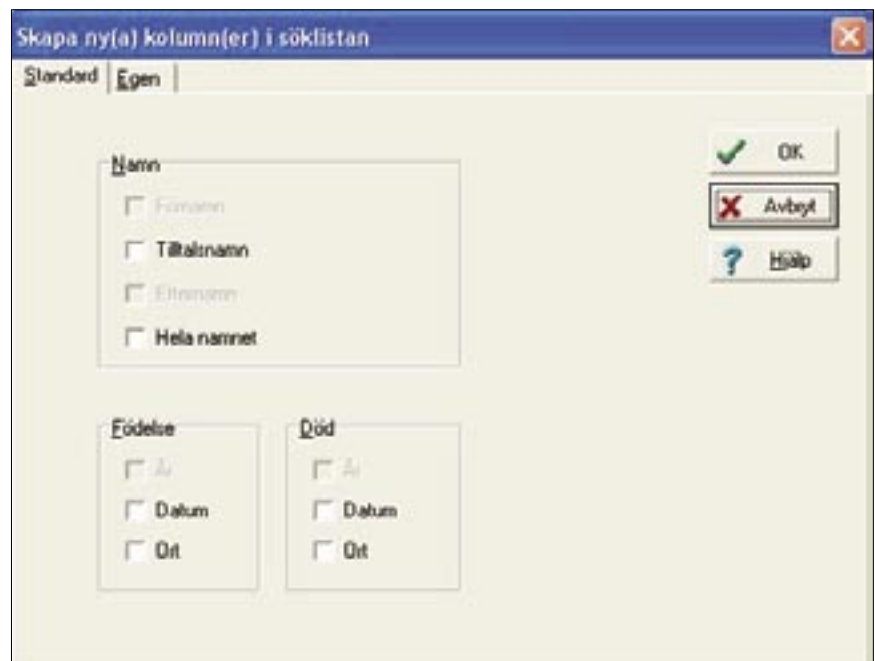 Skapa ny(a) kolumn(er) i söklistan
Standard Egen
Namn
Förnamn
Tilltalsnamn
Efternamn
Hela namnet
OK
Avbryt
Hjälp
Födelse
År
Datum
Ort
Död
År
Datum
Ort